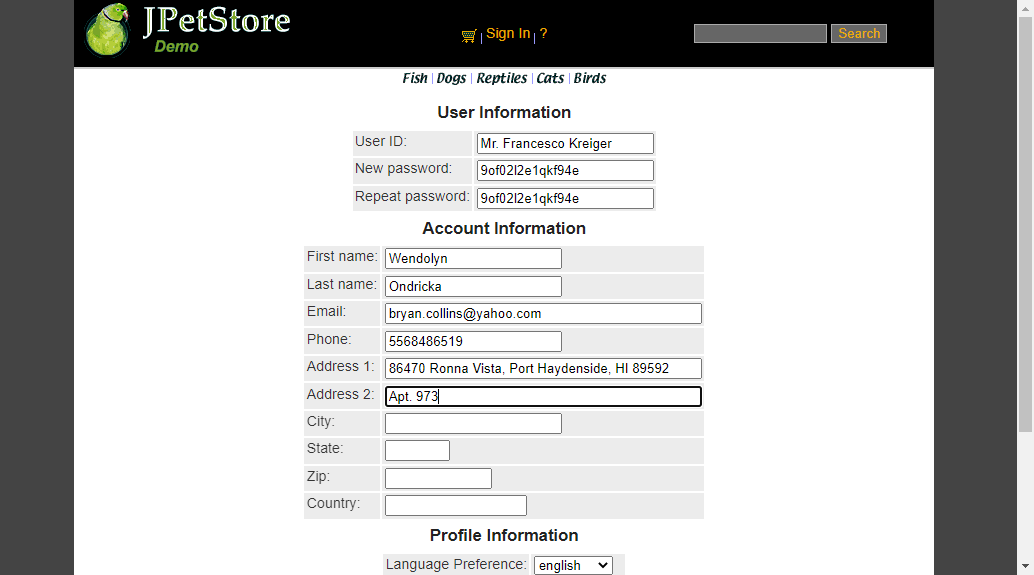 JPetStore
Demo
Sign In | ?
Search
Fish | Dogs | Reptiles | Cats | Birds
User Information
User ID: Mr. Francesco Kreiger
New password: 9of02l2e1qkf94e
Repeat password: 9of02l2e1qkf94e
Account Information
First name: Wendolyn
Last name: Ondricka
Email: bryan.collins@yahoo.com
Phone: 5568486519
Address 1: 86470 Ronna Vista, Port Haydenside, HI 89592
Address 2: Apt. 973
City:
State:
Zip:
Country:
Profile Information
Language Preference: english